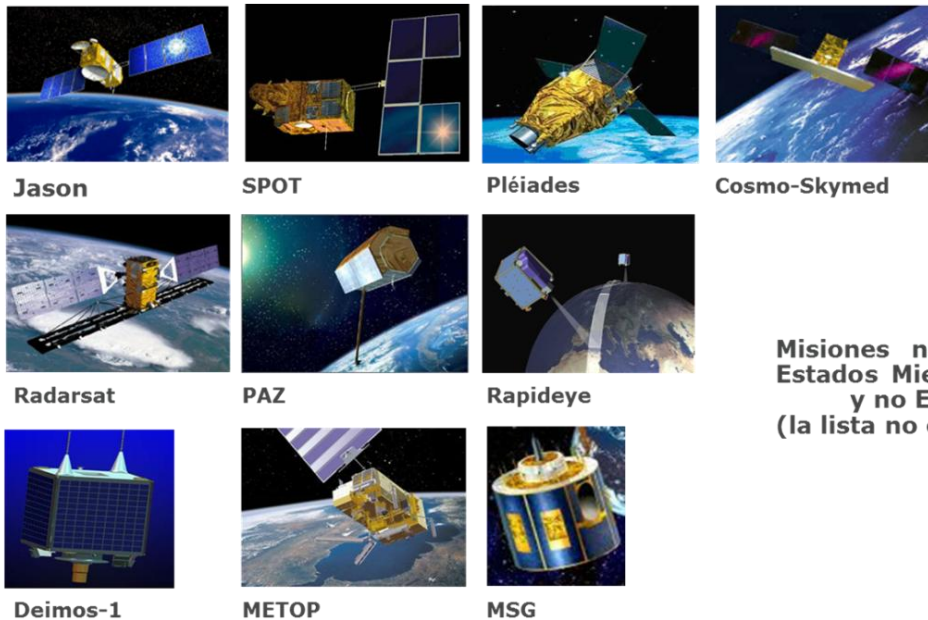 Jason
SPOT
Pléiades
Cosmo-Skymed
Radarsat
PAZ
Rapideye
Misiones
Estados
y no
(la lista no
Deimos-1
METOP
MSG